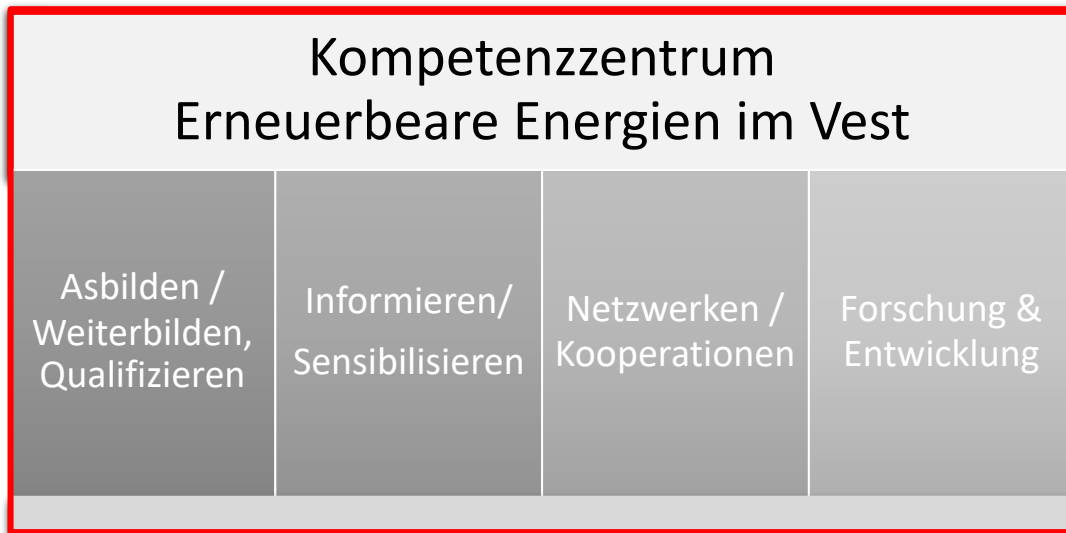 Kompetenzzentrum
Erneuerbeare Energien im Vest
Asbilden /
Weiterbilden,
Qualifizieren
Informieren/
Sensibilisieren
Netzwerken /
Kooperationen
Forschung &
Entwicklung